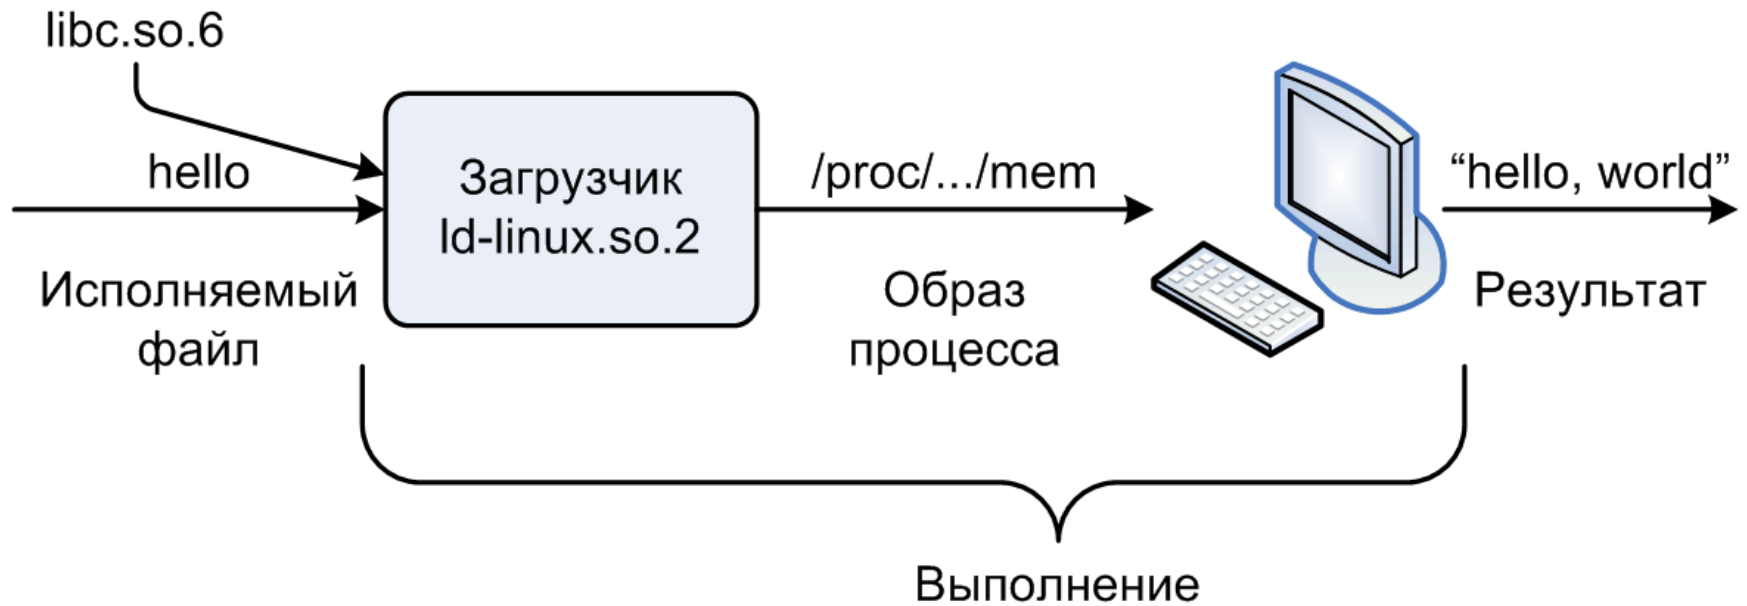 libc.so.6
hello
Исполняемый
файл
Загрузчик
ld-linux.so.2
/proc/.../mem
Образ
процесса
“hello, world”
Результат
Выполнение